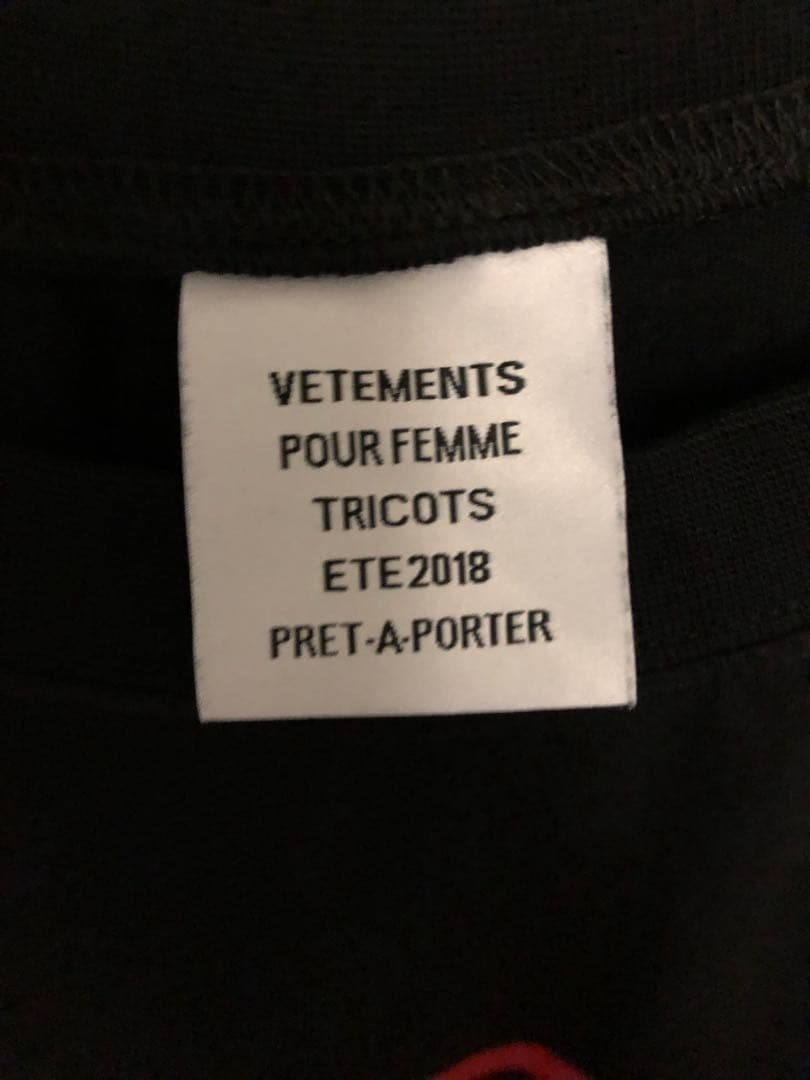 VETEMENTS
POUR FEMME
TRICOTS
ETE 2018
PRET-A-PORTER